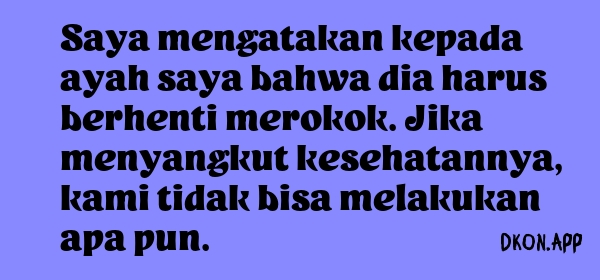 Saya mengatakan kepada
ayah saya bahwa dia harus
berhenti merokok. Jika
menyangkut kesehatannya,
kami tidak bisa melakukan
apa pun.
DKON.APP